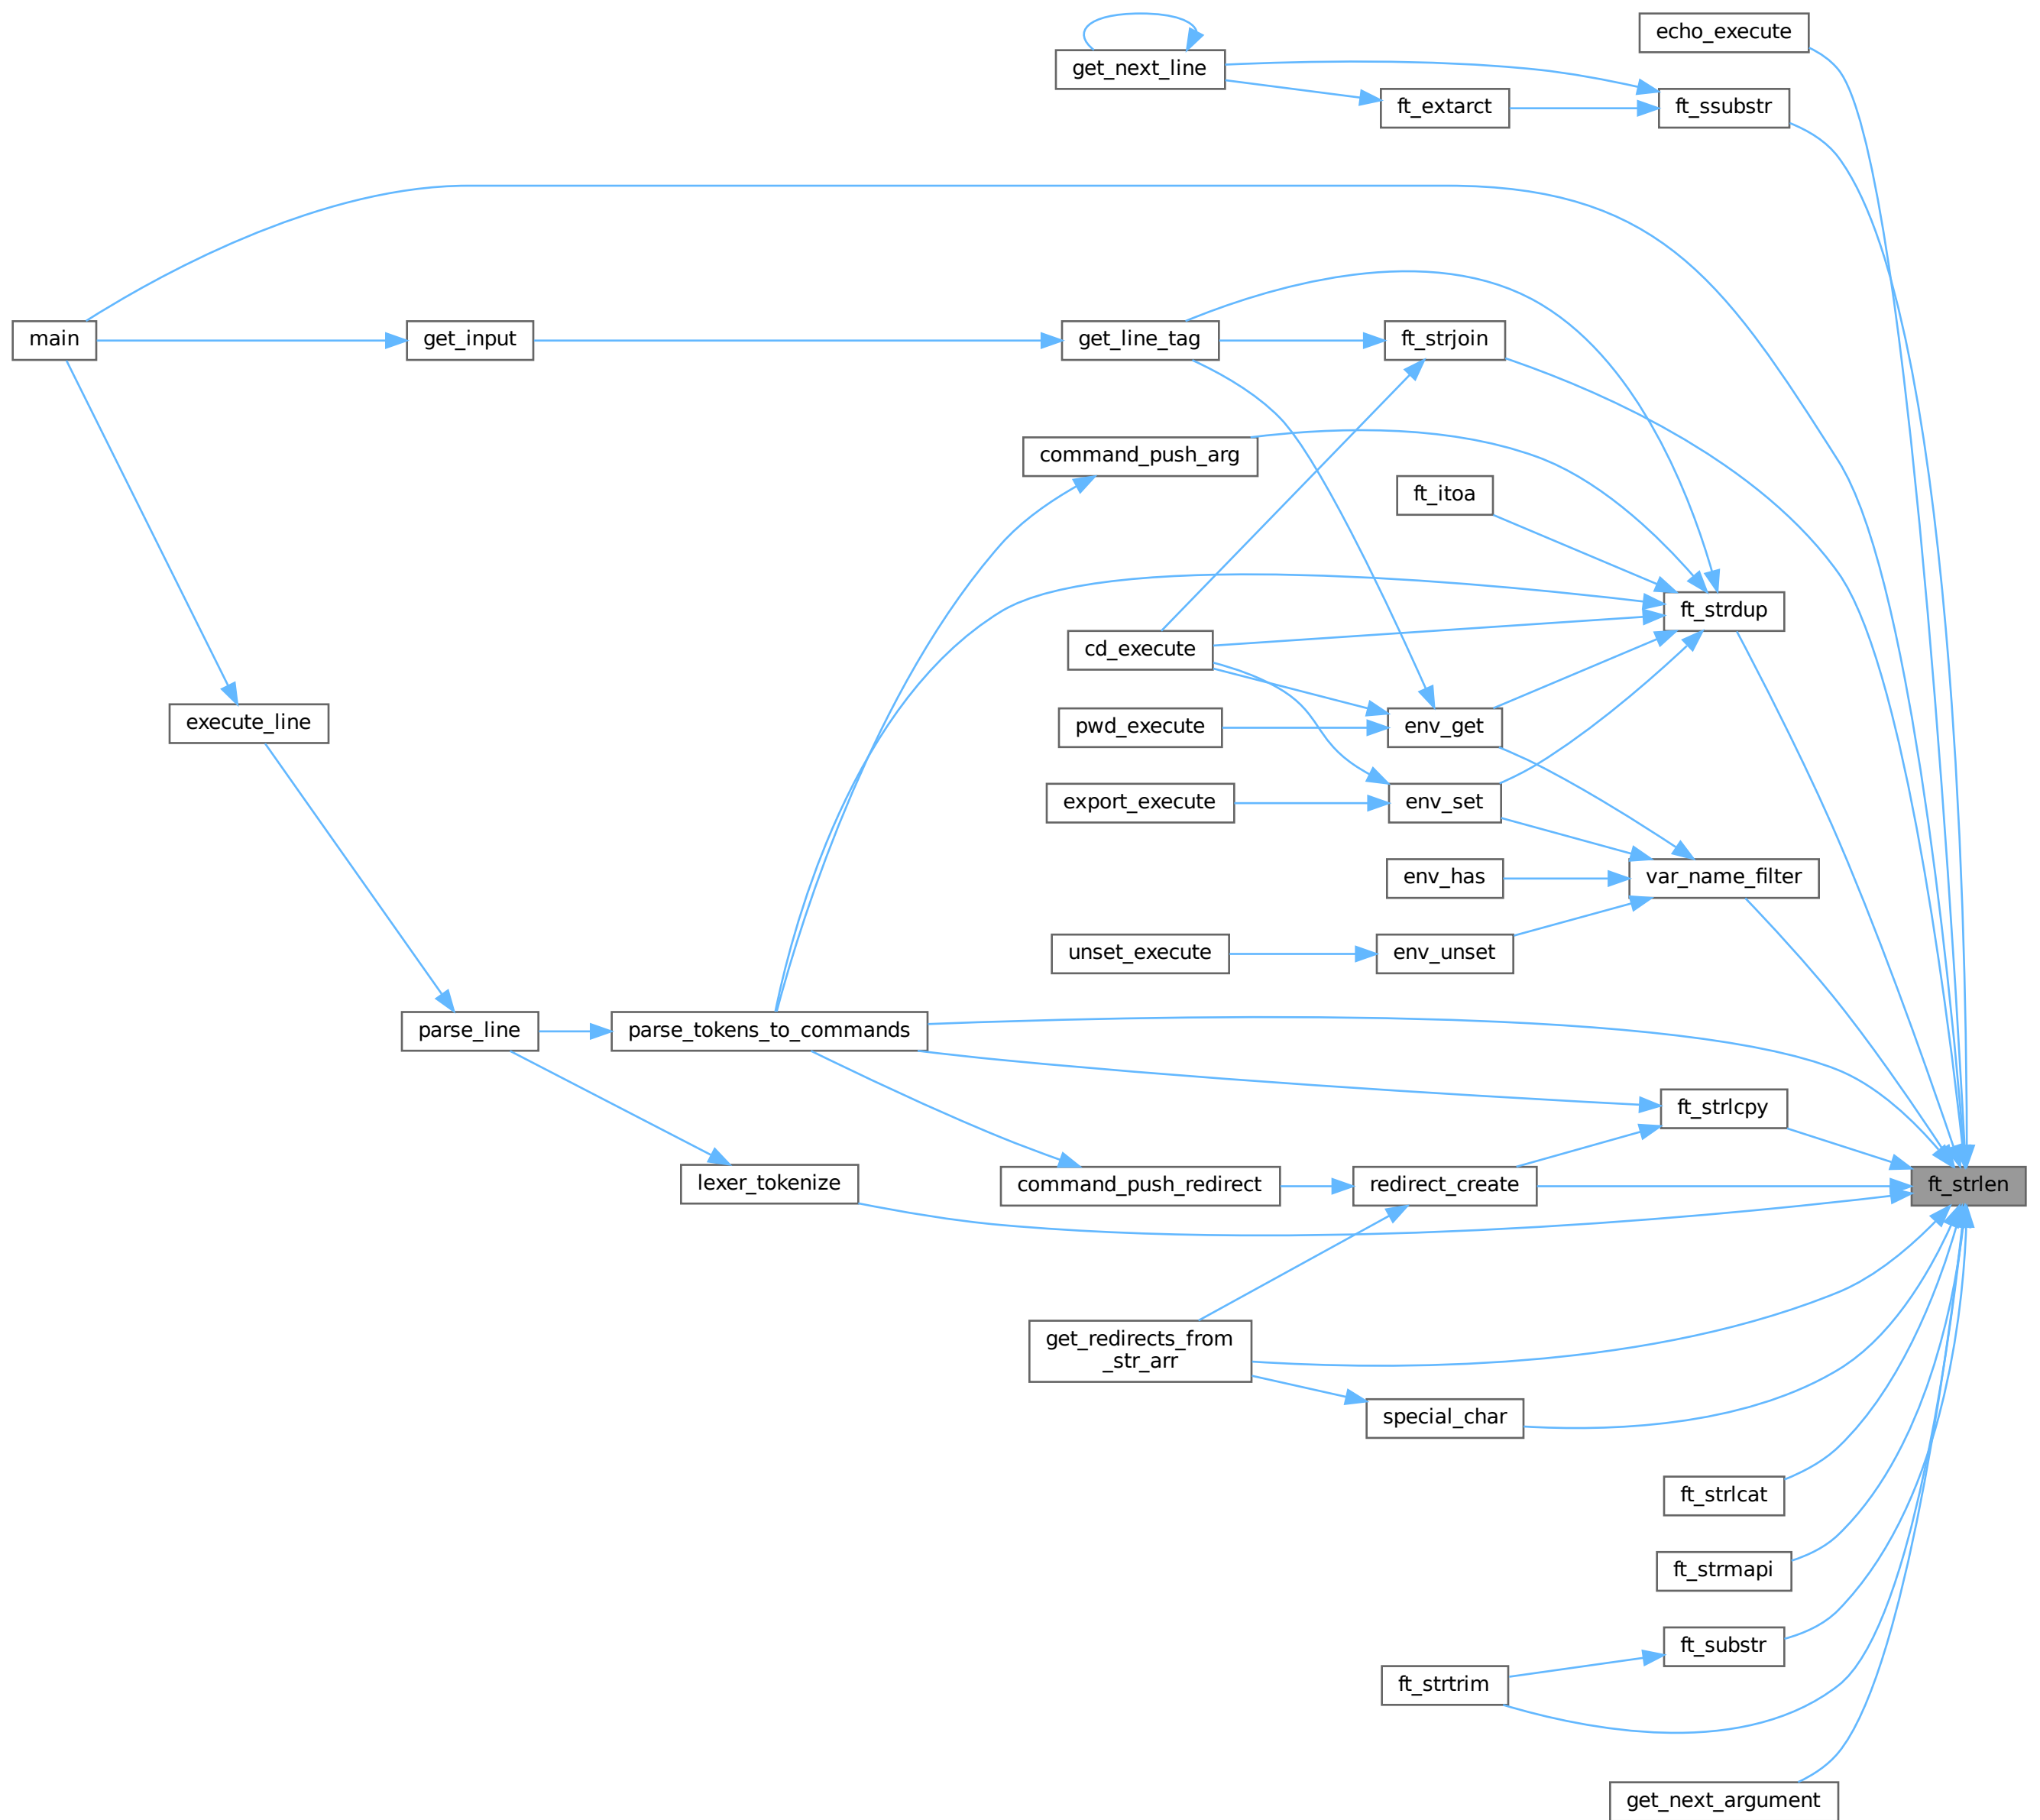 echo_execute
get_next_line
ft_extarct
ft_ssubstr
main
get_input
get_line_tag
ft_strjoin
command_push_arg
ft_itoa
ft_strdup
cd_execute
execute_line
pwd_execute
env_get
export_execute
env_set
env_has
var_name_filter
unset_execute
env_unset
parse_line
parse_tokens_to_commands
ft_strlcpy
lexer_tokenize
command_push_redirect
redirect_create
ft_strlen
get_redirects_from
_str_arr
special_char
ft_strlcat
ft_strmapi
ft_substr
ft_strtrim
get_next_argument